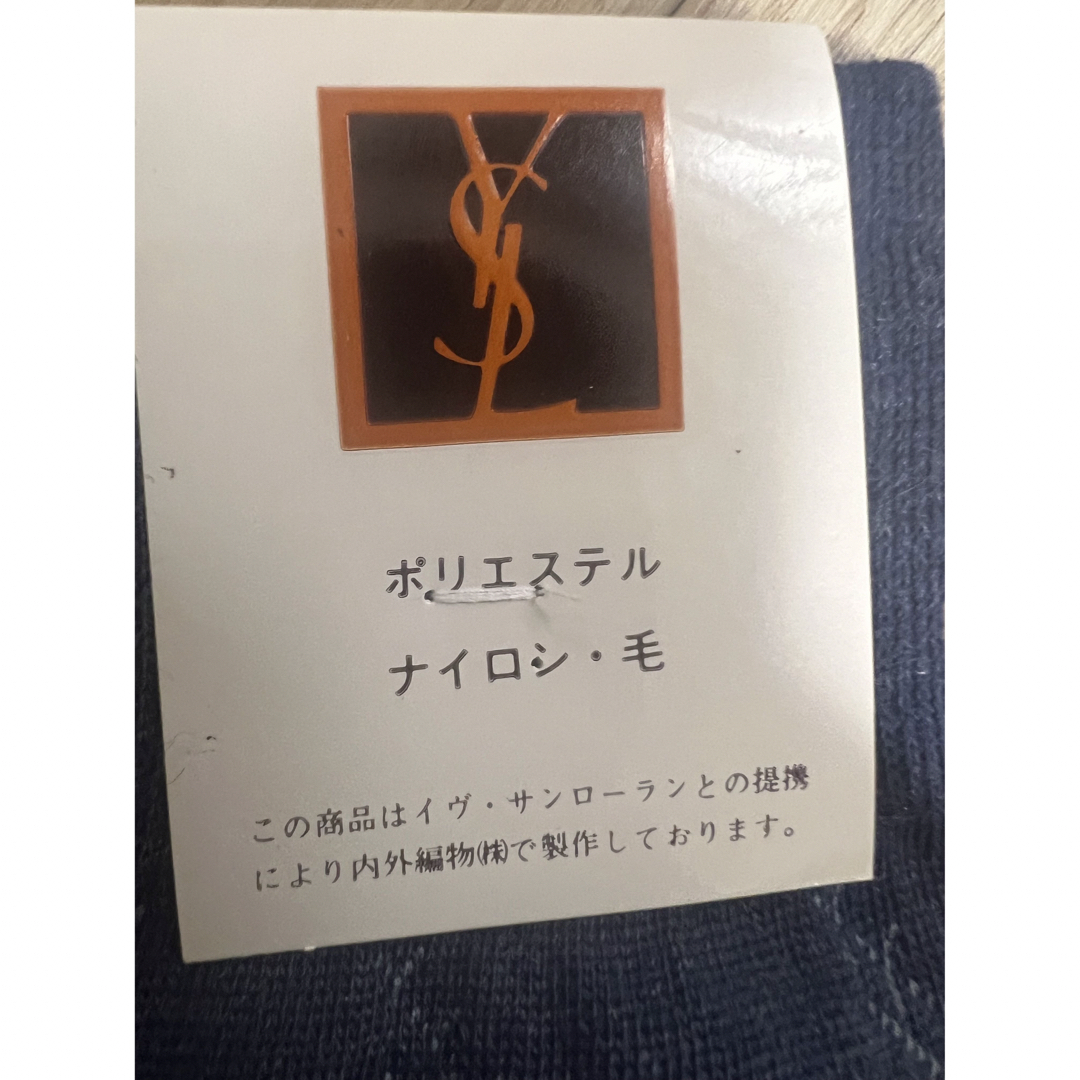 YSL
ポリエステル
ナイロン・毛
この商品はイヴ・サンローランとの提携
により内外編物㈱で製作しております。